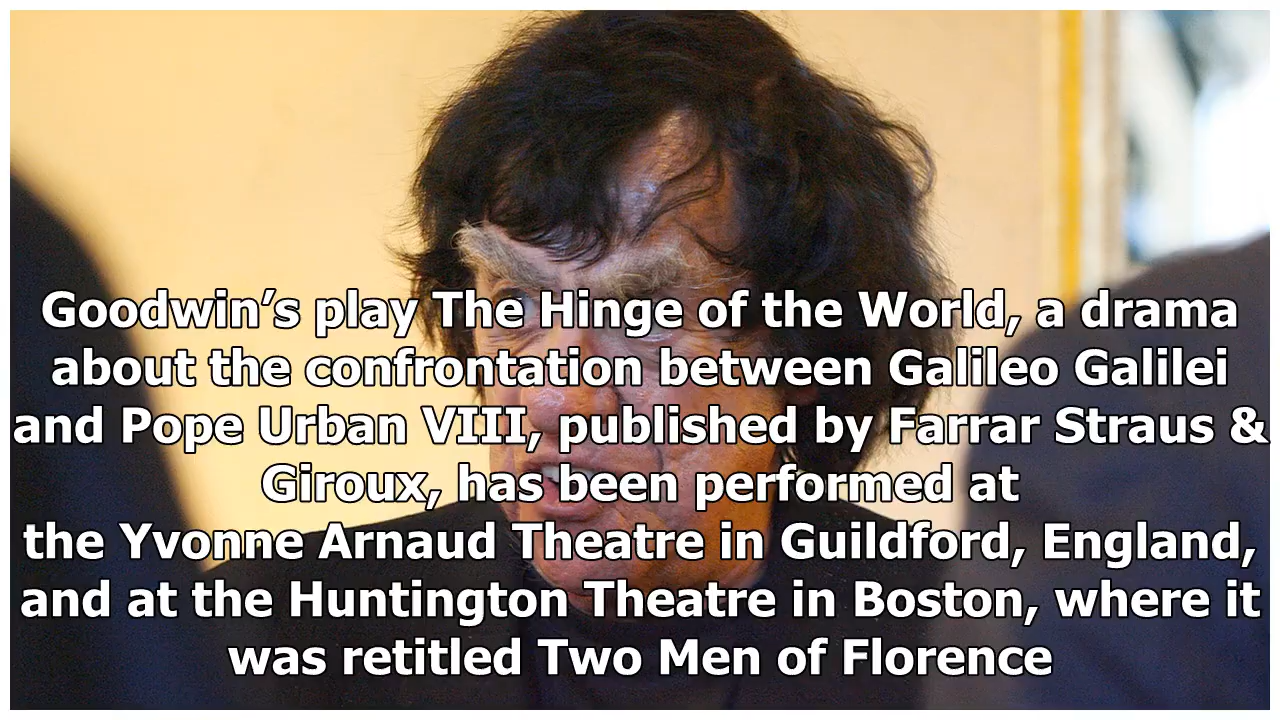 Goodwin’s play The Hinge of the World, a drama
about the confrontation between Galileo Galilei
and Pope Urban VIII, published by Farrar Straus &
Giroux, has been performed at
the Yvonne Arnaud Theatre in Guildford, England,
and at the Huntington Theatre in Boston, where it
was retitled Two Men of Florence